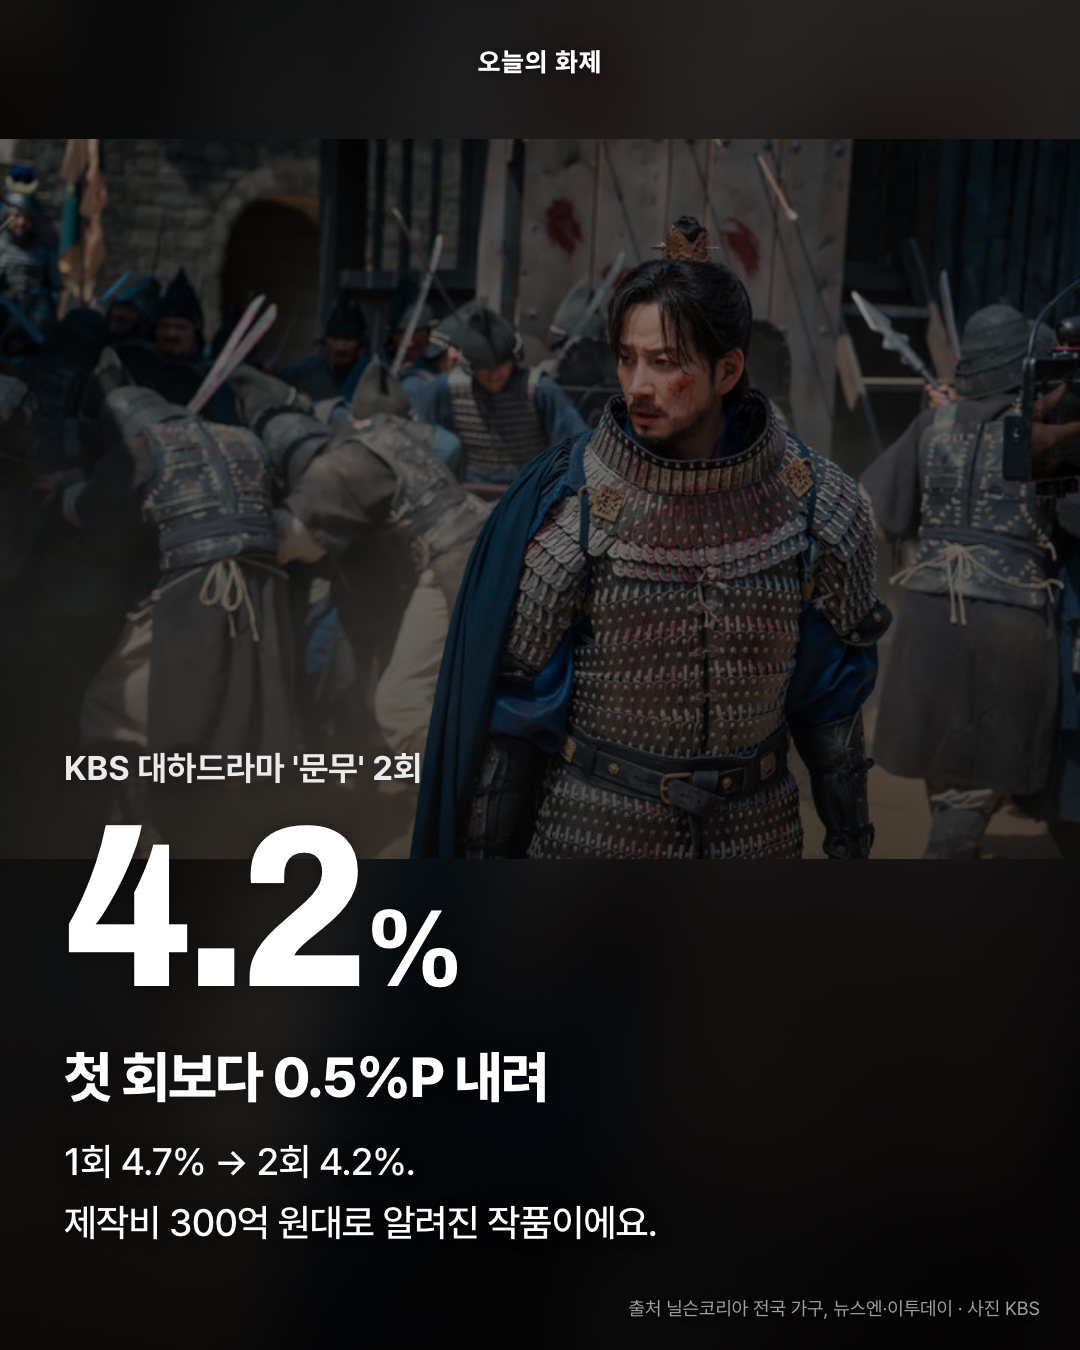 오늘의 화제
KBS 대하드라마 '문무' 2회
4.2%
첫 회보다 0.5%P 내려
1회 4.7% → 2회 4.2%.
제작비 300억 원대로 알려진 작품이에요.
출처 닐슨코리아 전국 가구, 뉴스엔·이투데이 · 사진 KBS